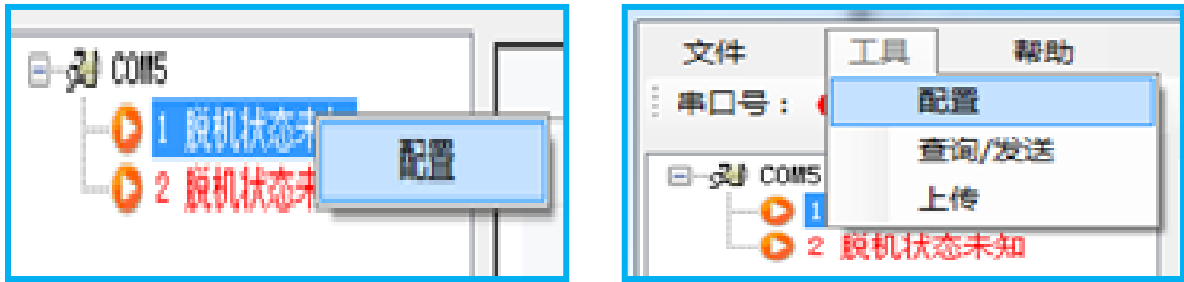 COM5
1 脱机状态未
2 脱机状态未
配置
文件 工具 帮助
串口号：
配置
查询/发送
上传
COM5
1
2 脱机状态未知